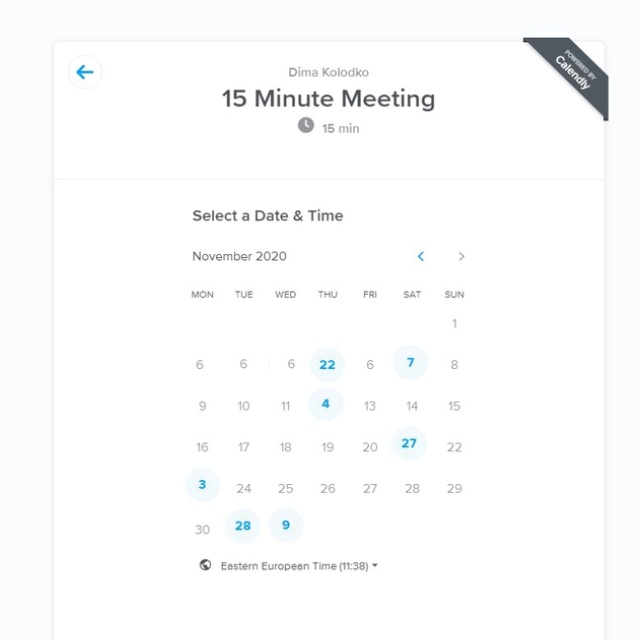 POWERED BY
Calendly
Dima Kolodko
15 Minute Meeting
15 min
Select a Date & Time
November 2020
MON TUE WED THU FRI SAT SUN
1
6 6 6 22 6 7 8
9 10 11 4 13 14 15
16 17 18 19 20 27 22
3 24 25 26 27 28 29
30 28 9
Eastern European Time (11:38)